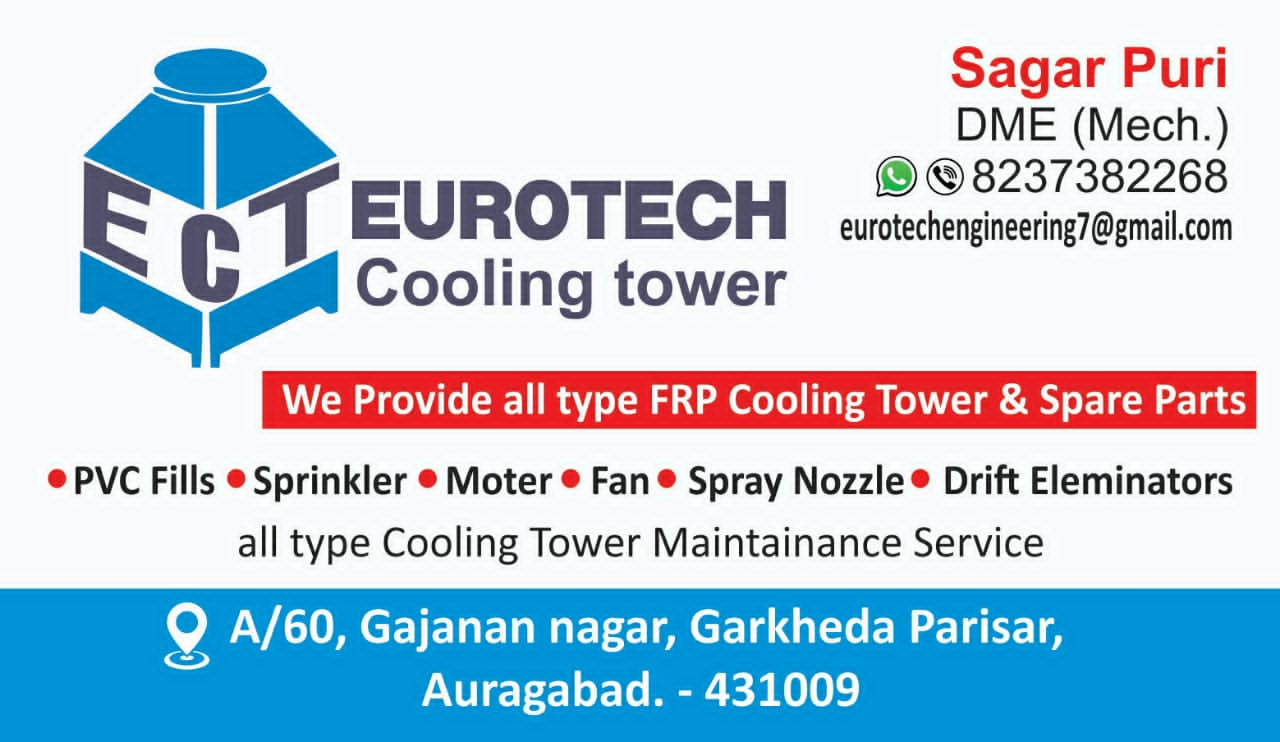 ECT
EUROTECH
Cooling tower
Sagar Puri
DME (Mech.)
8237382268
eurotechengineering7@gmail.com
We Provide all type FRP Cooling Tower & Spare Parts
•PVC Fills •Sprinkler •Moter •Fan• Spray Nozzle• Drift Eleminators
all type Cooling Tower Maintainance Service
A/60, Gajanan nagar, Garkheda Parisar,
Auragabad. - 431009